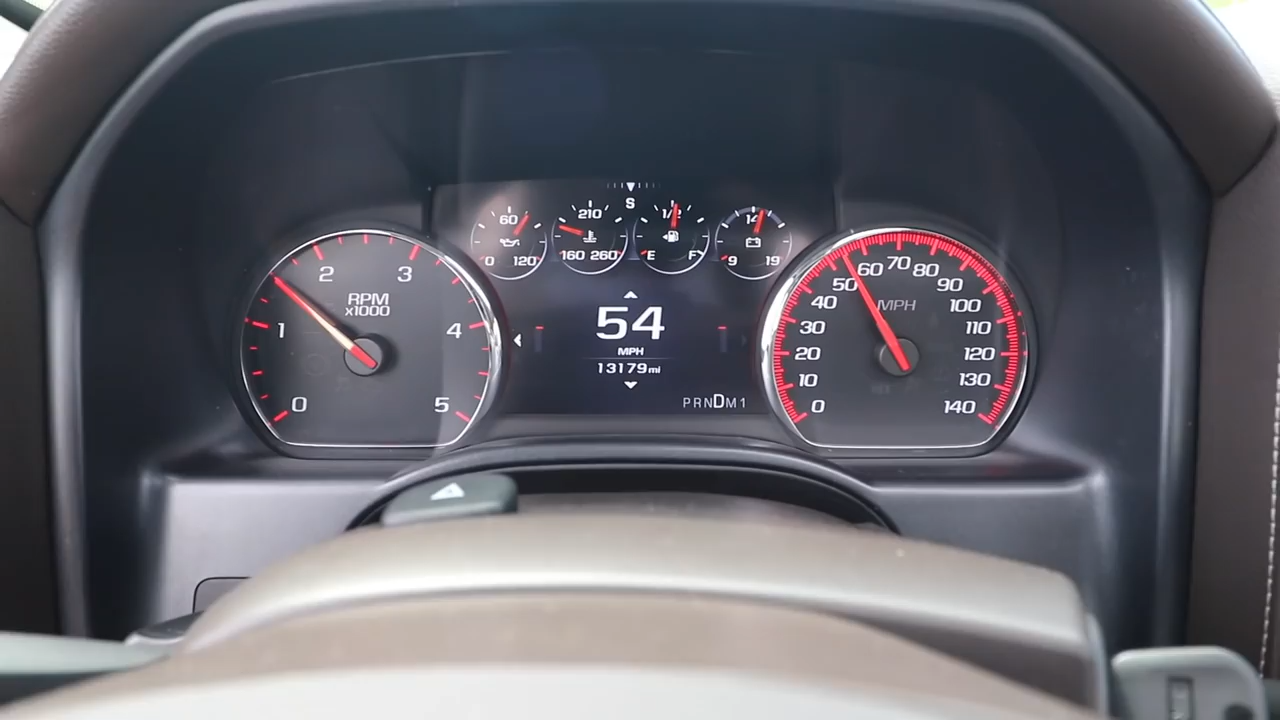 S
60
0 120
210
160 260
1/2
E F
14
9 19
0 1 2 3 4 5
RPM
x1000
54
MPH
13179mi
PRNDM1
0 10 20 30 40 50 60 70 80 90 100 110 120 130 140
MPH